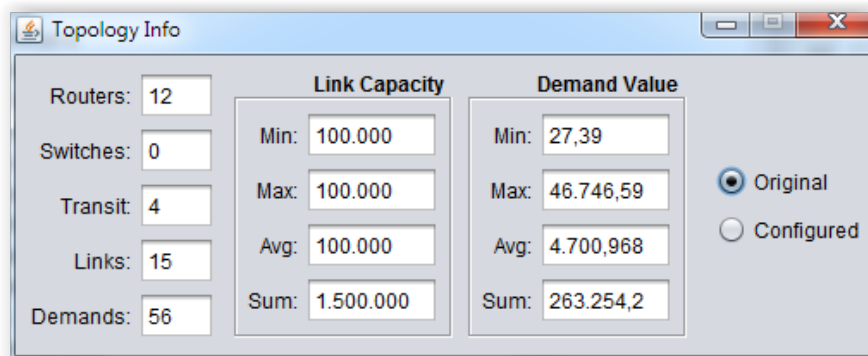 Topology Info
Routers: 12
Switches: 0
Transit: 4
Links: 15
Demands: 56
Link Capacity
Min: 100.000
Max: 100.000
Avg: 100.000
Sum: 1.500.000
Demand Value
Min: 27,39
Max: 46.746,59
Avg: 4.700,968
Sum: 263.254,2
Original
Configured